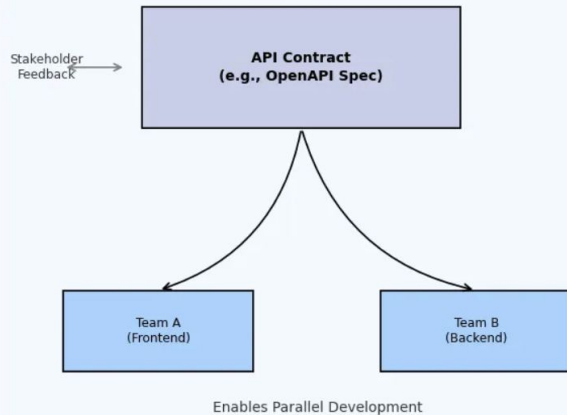 API Contract
(e.g., OpenAPI Spec)
Stakeholder
Feedback
Team A
(Frontend)
Team B
(Backend)
Enables Parallel Development